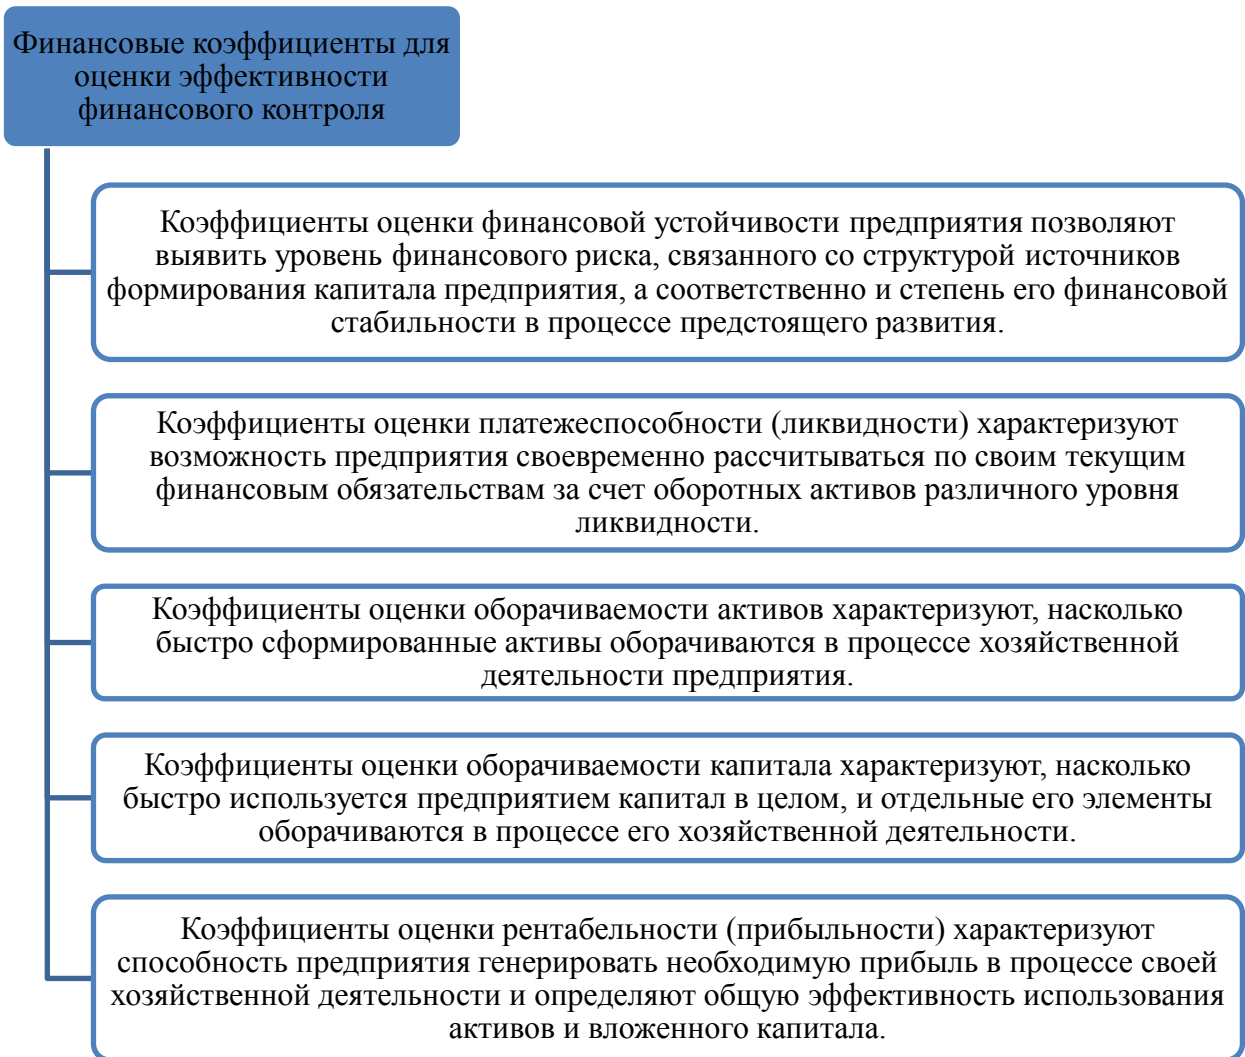 Финансовые коэффициенты для
оценки эффективности
финансового контроля
Коэффициенты оценки финансовой устойчивости предприятия позволяют
выявить уровень финансового риска, связанного со структурой источников
формирования капитала предприятия, а соответственно и степень его финансовой
стабильности в процессе предстоящего развития.
Коэффициенты оценки платежеспособности (ликвидности) характеризуют
возможность предприятия своевременно рассчитываться по своим текущим
финансовым обязательствам за счет оборотных активов различного уровня
ликвидности.
Коэффициенты оценки оборачиваемости активов характеризуют, насколько
быстро сформированные активы оборачиваются в процессе хозяйственной
деятельности предприятия.
Коэффициенты оценки оборачиваемости капитала характеризуют, насколько
быстро используется предприятием капитал в целом, и отдельные его элементы
оборачиваются в процессе его хозяйственной деятельности.
Коэффициенты оценки рентабельности (прибыльности) характеризуют
способность предприятия генерировать необходимую прибыль в процессе своей
хозяйственной деятельности и определяют общую эффективность использования
активов и вложенного капитала.